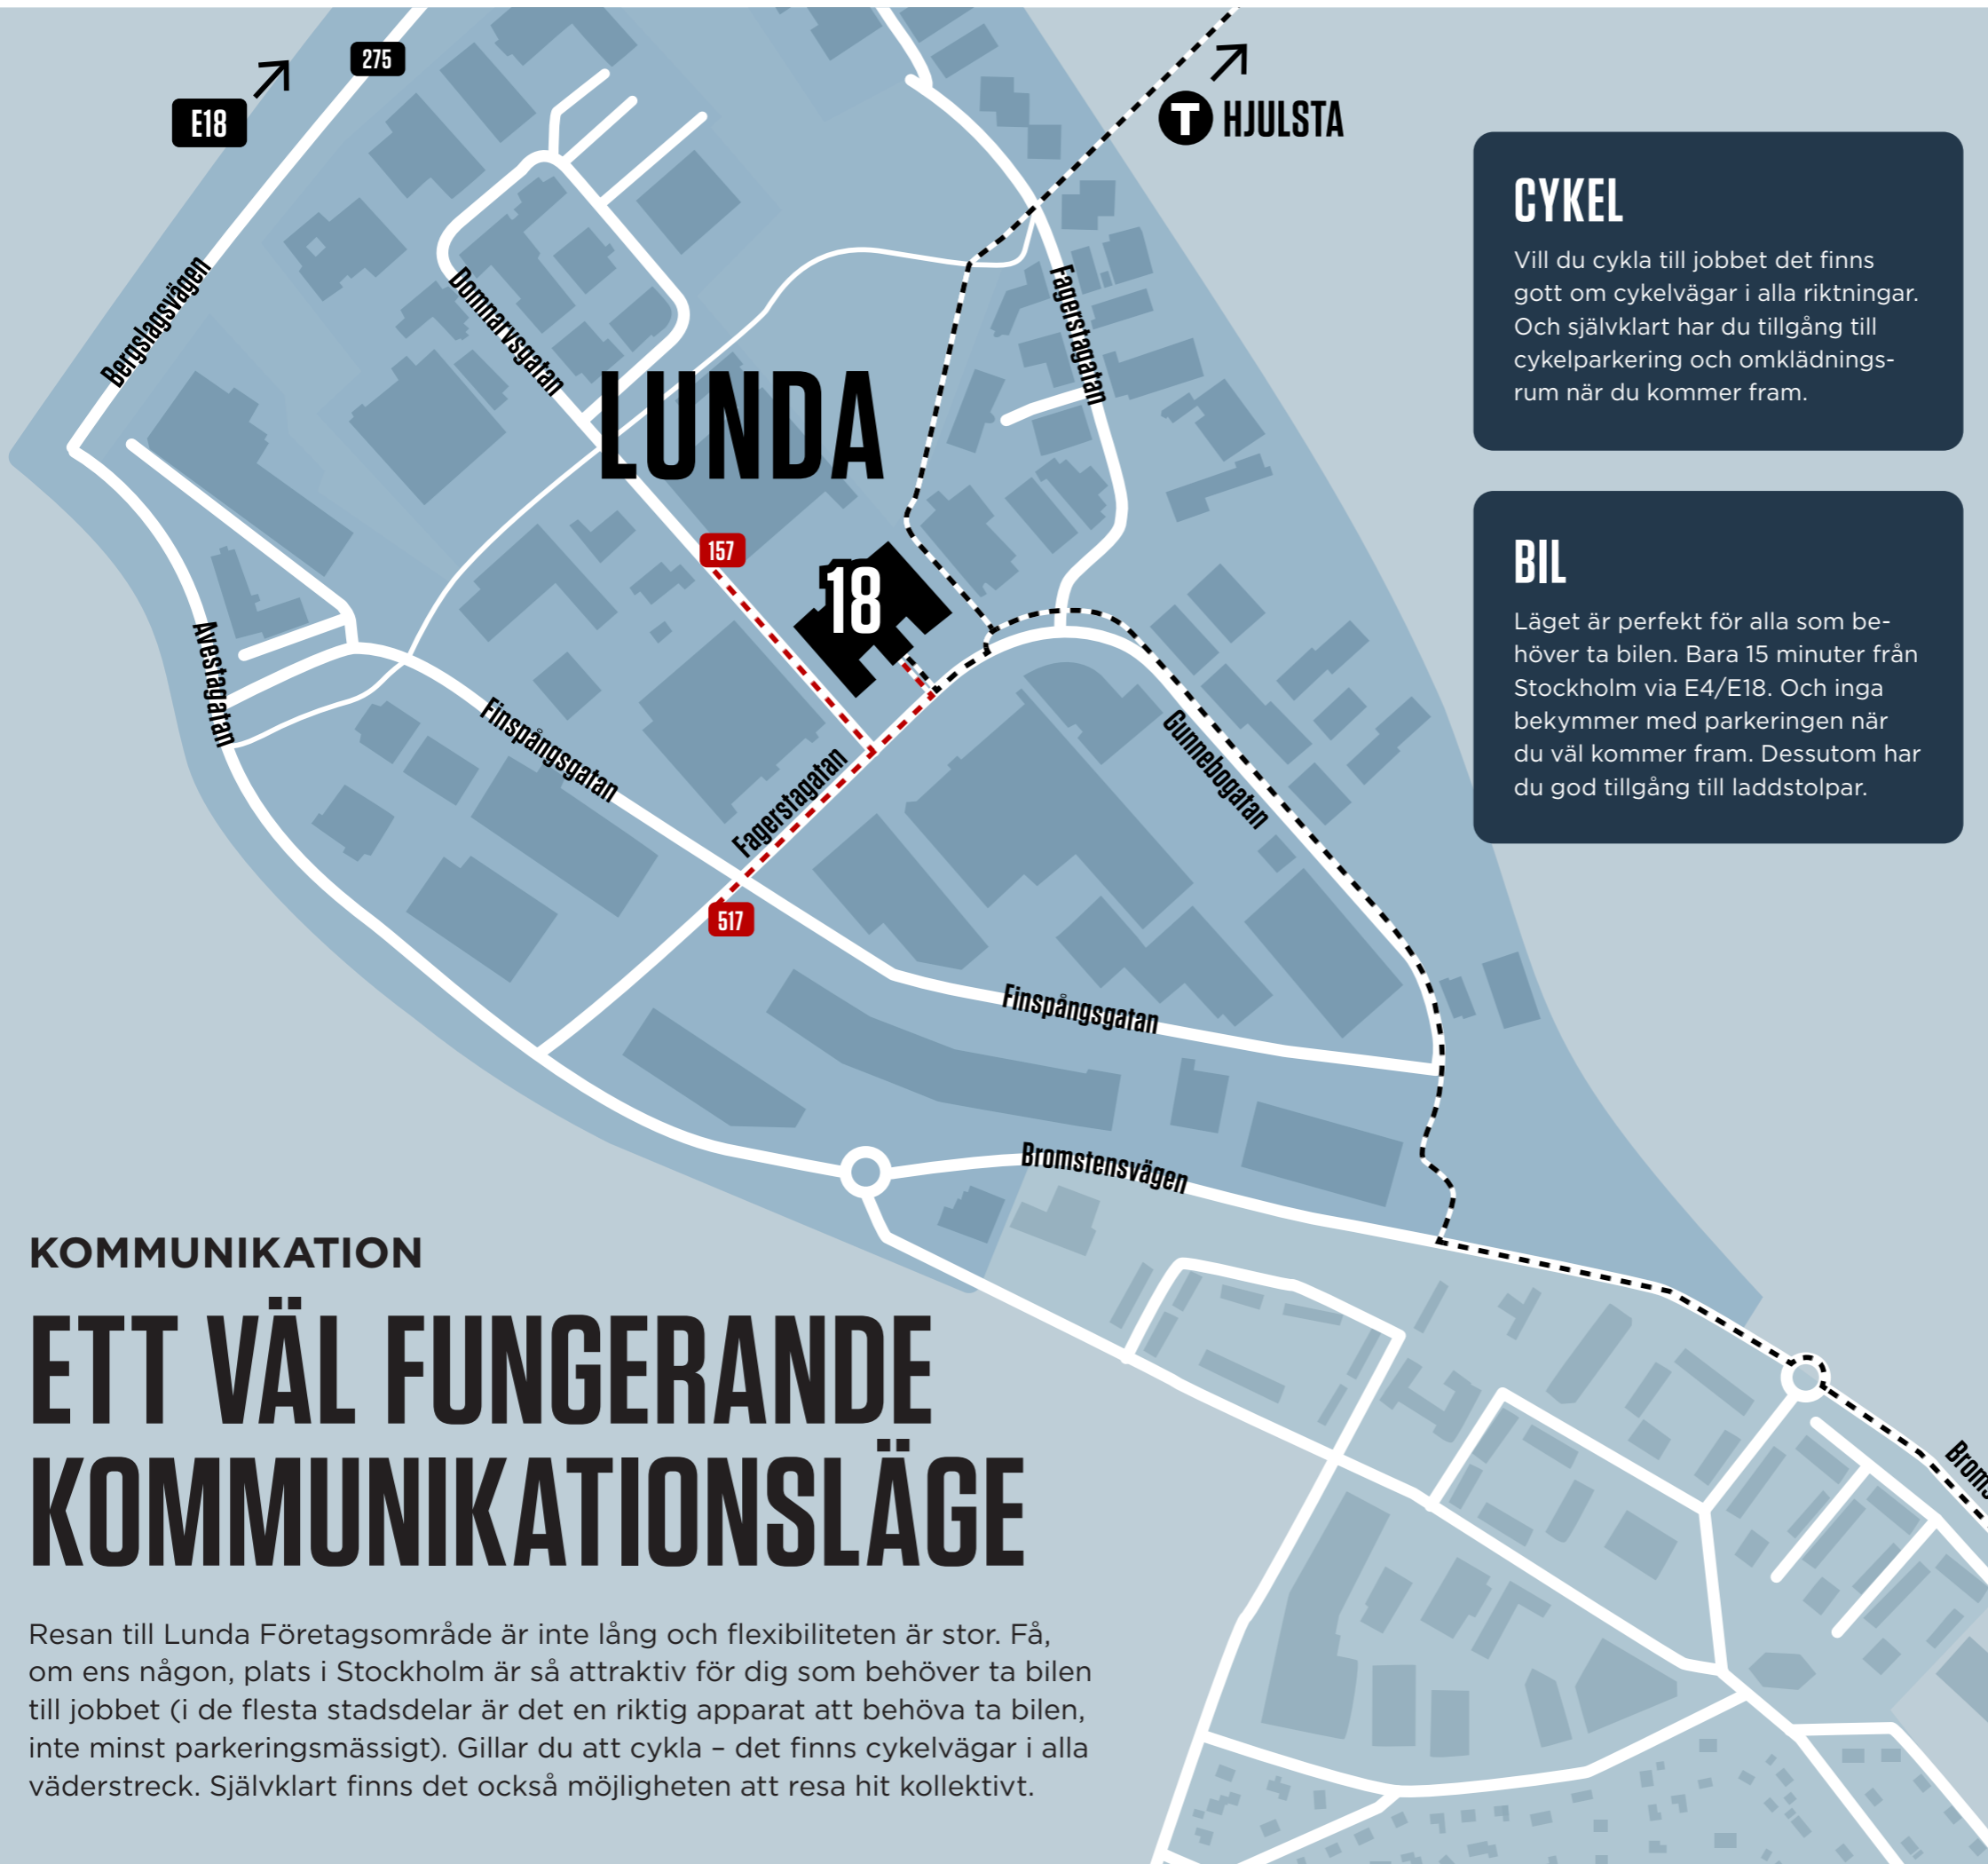 275
E18
T HJULSTA
Bergslagsvägen
Dommarvsgatan
Fagerstagatan
LUNDA
157
18
Avestagatan
Finspångsgatan
Fagerstagatan
Gunnebogatan
517
Finspångsgatan
Bromstensvägen
Broms
CYKEL
Vill du cykla till jobbet det finns
gott om cykelvägar i alla riktningar.
Och självklart har du tillgång till
cykelparkering och omklädnings-
rum när du kommer fram.
BIL
Läget är perfekt för alla som be-
höver ta bilen. Bara 15 minuter från
Stockholm via E4/E18. Och inga
bekymmer med parkeringen när
du väl kommer fram. Dessutom har
du god tillgång till laddstolpar.
KOMMUNIKATION
ETT VÄL FUNGERANDE
KOMMUNIKATIONSLÄGE
Resan till Lunda Företagsområde är inte lång och flexibiliteten är stor. Få,
om ens någon, plats i Stockholm är så attraktiv för dig som behöver ta bilen
till jobbet (i de flesta stadsdelar är det en riktig apparat att behöva ta bilen,
inte minst parkeringsmässigt). Gillar du att cykla – det finns cykelvägar i alla
väderstreck. Självklart finns det också möjligheten att resa hit kollektivt.